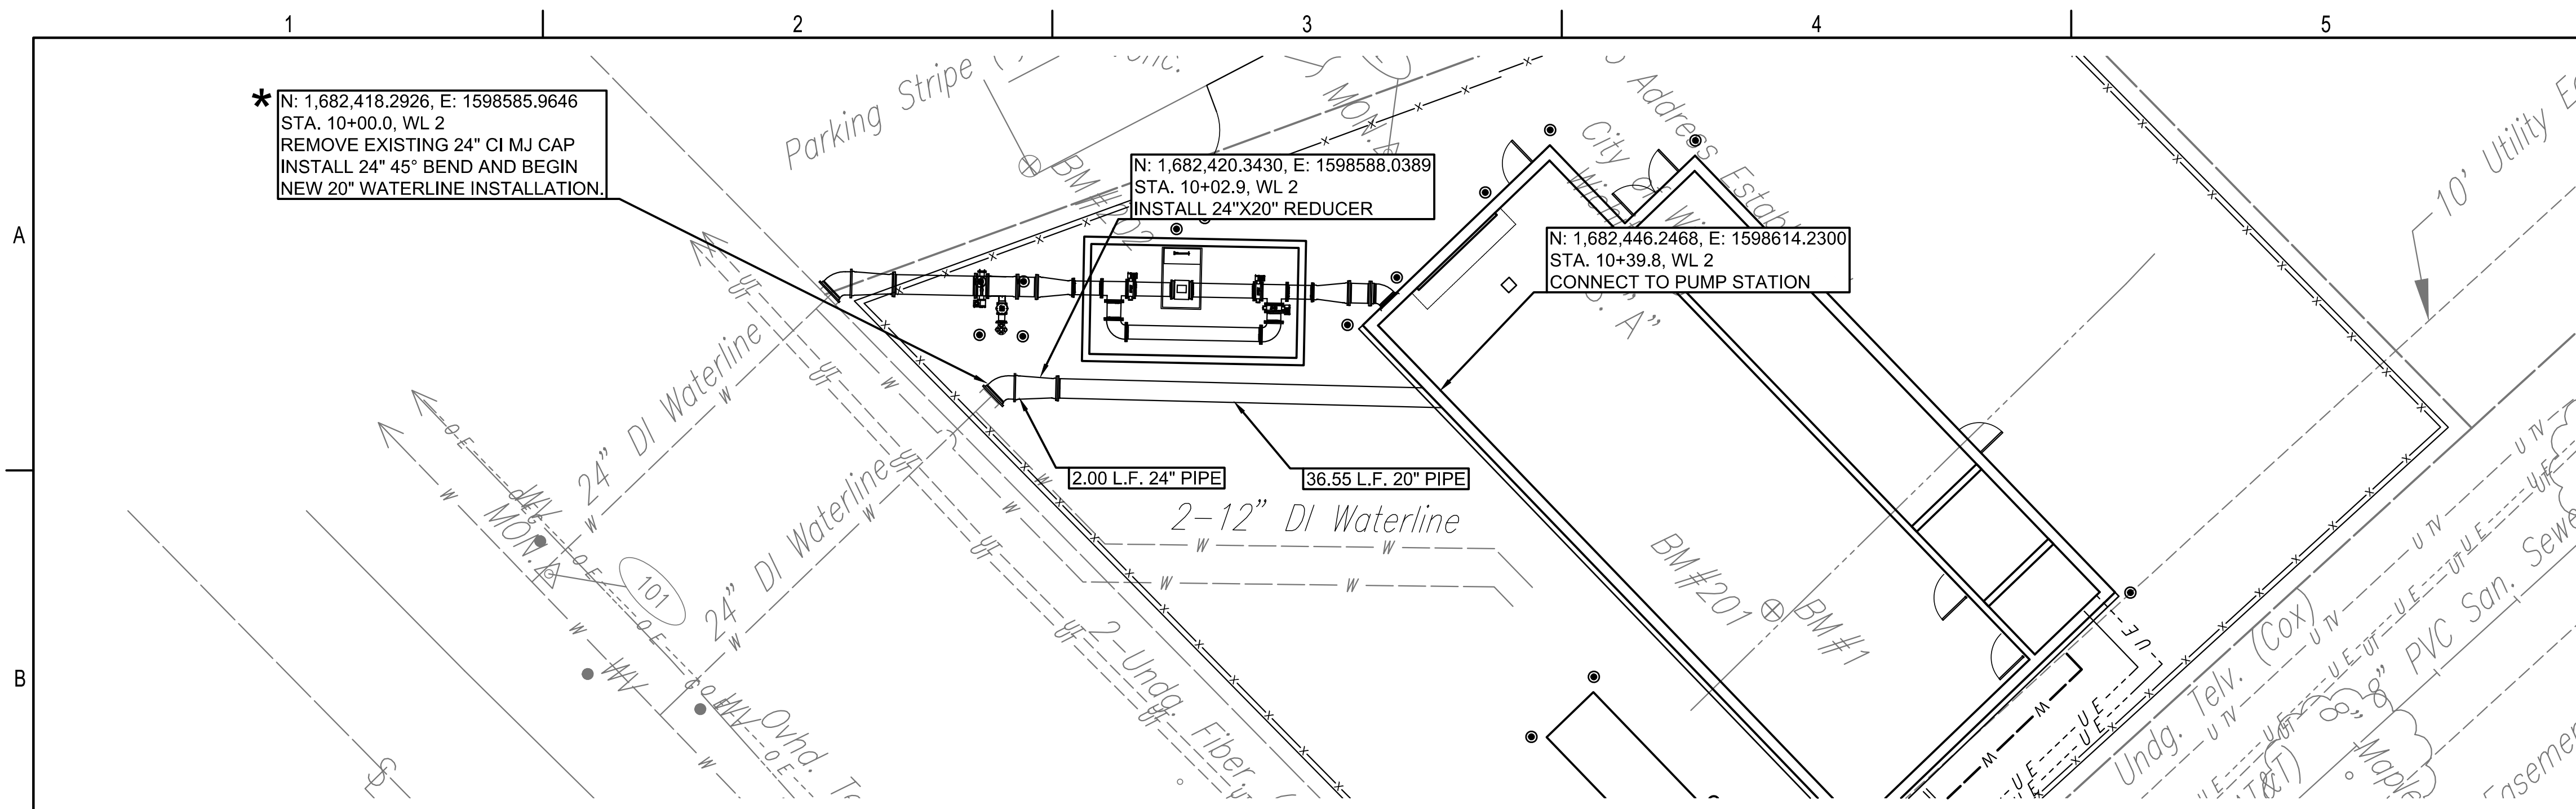 1
2
3
4
5
A
B
*
N: 1,682,418.2926, E: 1598585.9646
STA. 10+00.0, WL 2
REMOVE EXISTING 24" CI MJ CAP
INSTALL 24" 45° BEND AND BEGIN
NEW 20" WATERLINE INSTALLATION.
Parking Stripe
N: 1,682,420.3430, E: 1598588.0389
STA. 10+02.9, WL 2
INSTALL 24"X20" REDUCER
N: 1,682,446.2468, E: 1598614.2300
STA. 10+39.8, WL 2
CONNECT TO PUMP STATION
Address
City
10' Utility
A"
24" DI Waterline
24" DI Waterline
2.00 L.F. 24" PIPE
36.55 L.F. 20" PIPE
2-12" DI Waterline
MON.
101
BM#201
BM#1
2-Undg. Fiber
Ovhd.
Undg. Telv. (Cox)
8" PVC San.